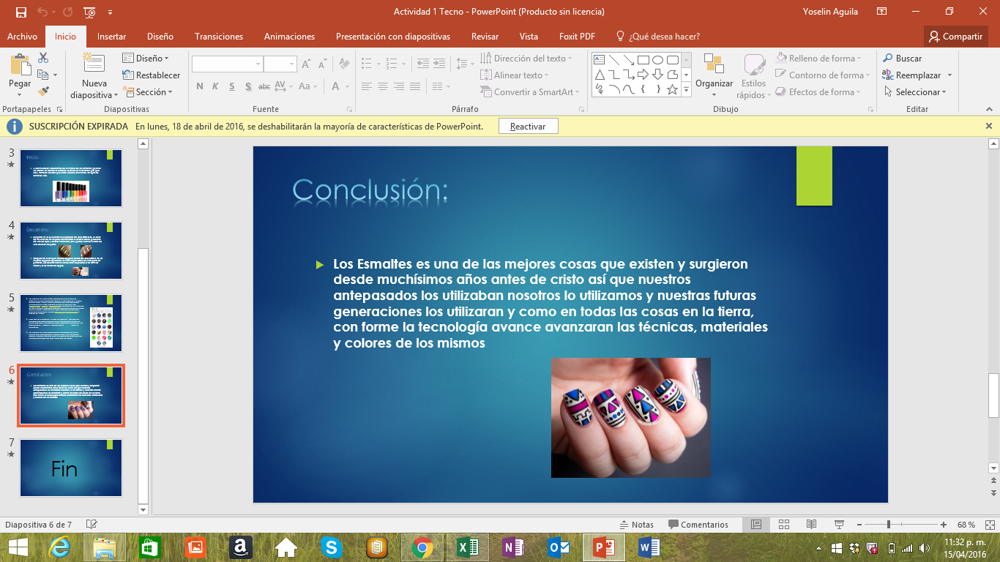 Actividad 1 Tecno - PowerPoint (Producto sin licencia)
Yoselin Aguila
Archivo
Inicio
Insertar
Diseño
Transiciones
Animaciones
Presentación con diapositivas
Revisar
Vista
Foxit PDF
¿Qué desea hacer?
Compartir
Pegar
Nueva
diapositiva
Diseño
Restablecer
Sección
N K S S abc AV Aa A
Dirección del texto
Alinear texto
Convertir a SmartArt
Organizar
Estilos
rápidos
Relleno de forma
Contorno de forma
Efectos de forma
Buscar
Reemplazar
Seleccionar
Portapapeles
Diapositivas
Fuente
Párrafo
Dibujo
Editar
SUSCRIPCIÓN EXPIRADA En lunes, 18 de abril de 2016, se deshabilitarán la mayoría de características de PowerPoint.
Reactivar
3
Inicio:
4
Desarrollo:
5
6
Conclusión:
7
Fin
Conclusión:
Los Esmaltes es una de las mejores cosas que existen y surgieron
desde muchísimos años antes de cristo así que nuestros
antepasados los utilizaban nosotros lo utilizamos y nuestras futuras
generaciones los utilizaran y como en todas las cosas en la tierra,
con forme la tecnología avance avanzaran las técnicas, materiales
y colores de los mismos
Diapositiva 6 de 7
Notas
Comentarios
68 %
11:32 p. m.
15/04/2016